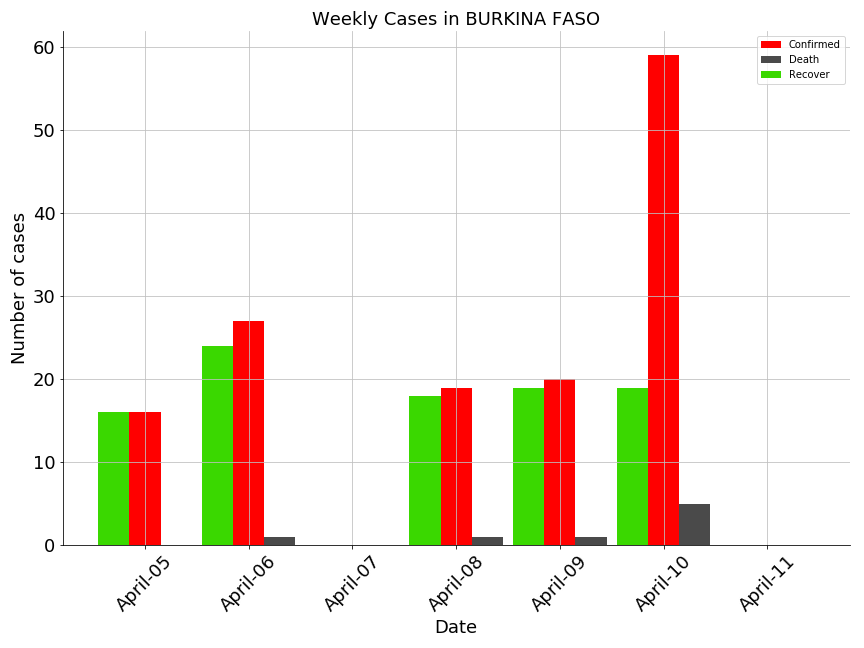 Weekly Cases in BURKINA FASO
Confirmed
Death
Recover
Number of cases
60
50
40
30
20
10
0
April-05
April-06
April-07
April-08
April-09
April-10
April-11
Date